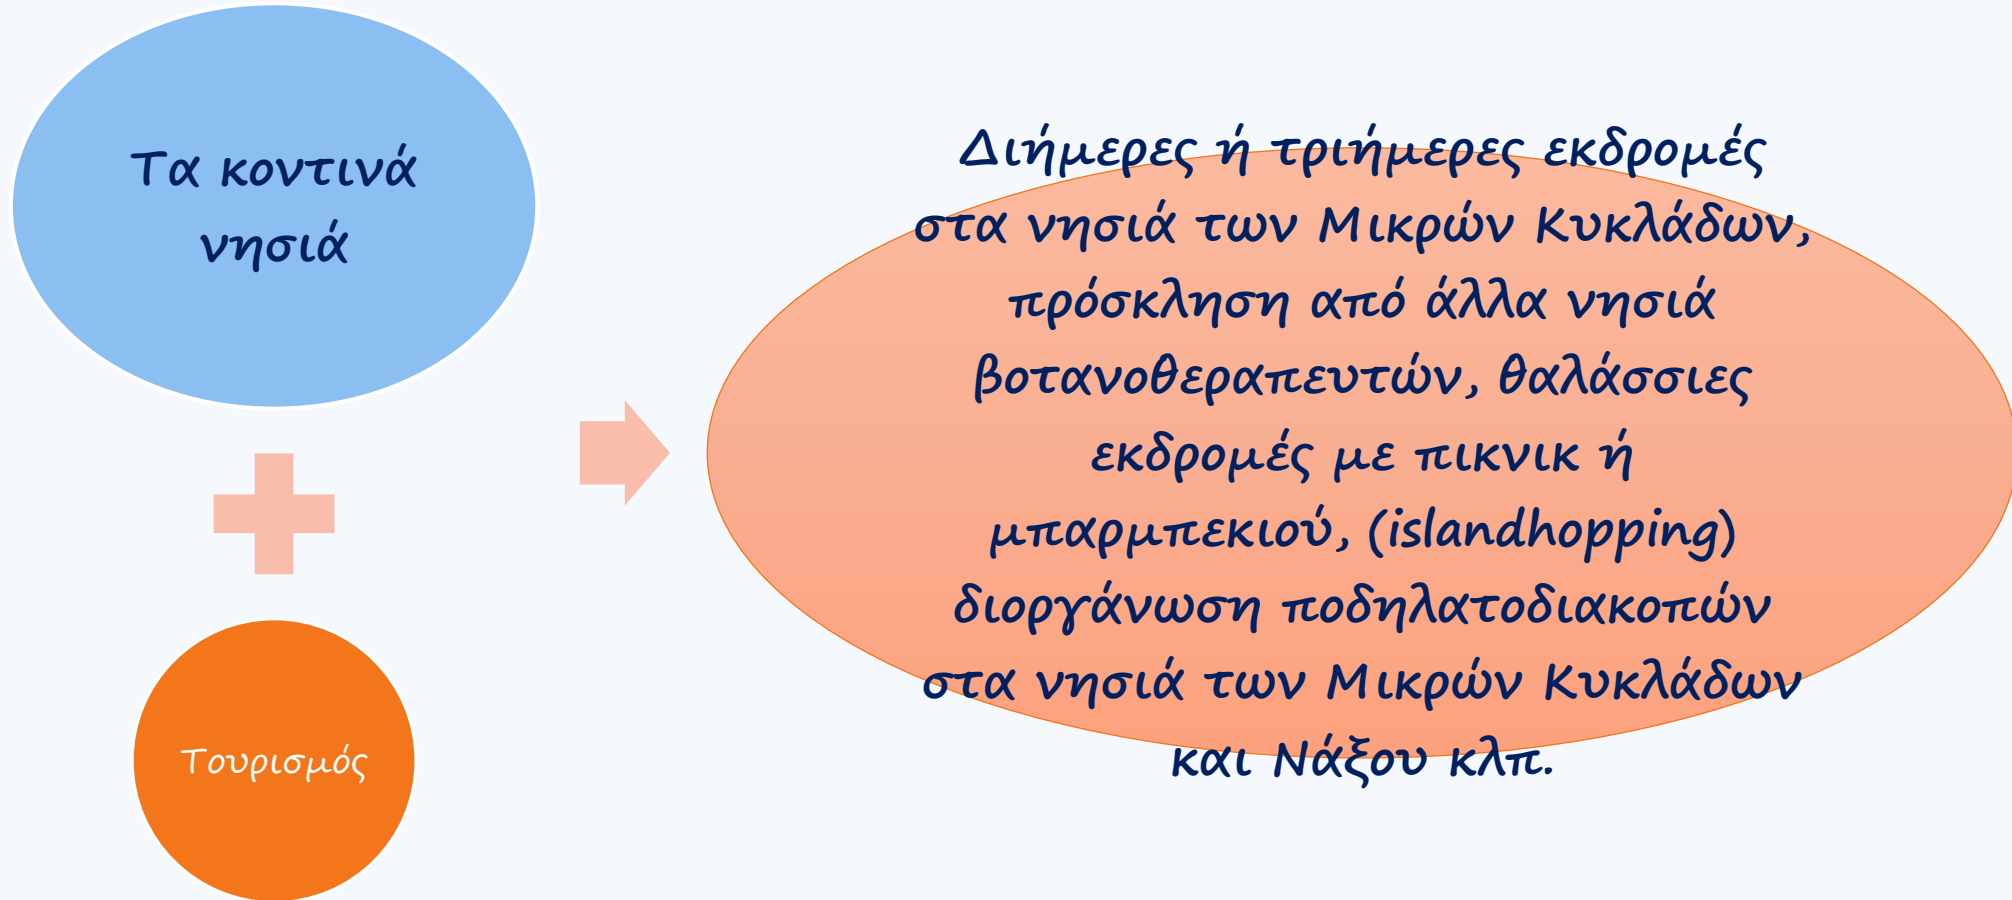 Τα κοντινά
νησιά
Τουρισμός
Διήμερες ή τριήμερες εκδρομές
στα νησιά των Μικρών Κυκλάδων,
πρόσκληση από άλλα νησιά
βοτανοθεραπευτών, θαλάσσιες
εκδρομές με πικνικ ή
μπαρμπεκιού, (islandhopping)
διοργάνωση ποδηλατοδιακοπών
στα νησιά των Μικρών Κυκλάδων
και Νάξου κλπ.